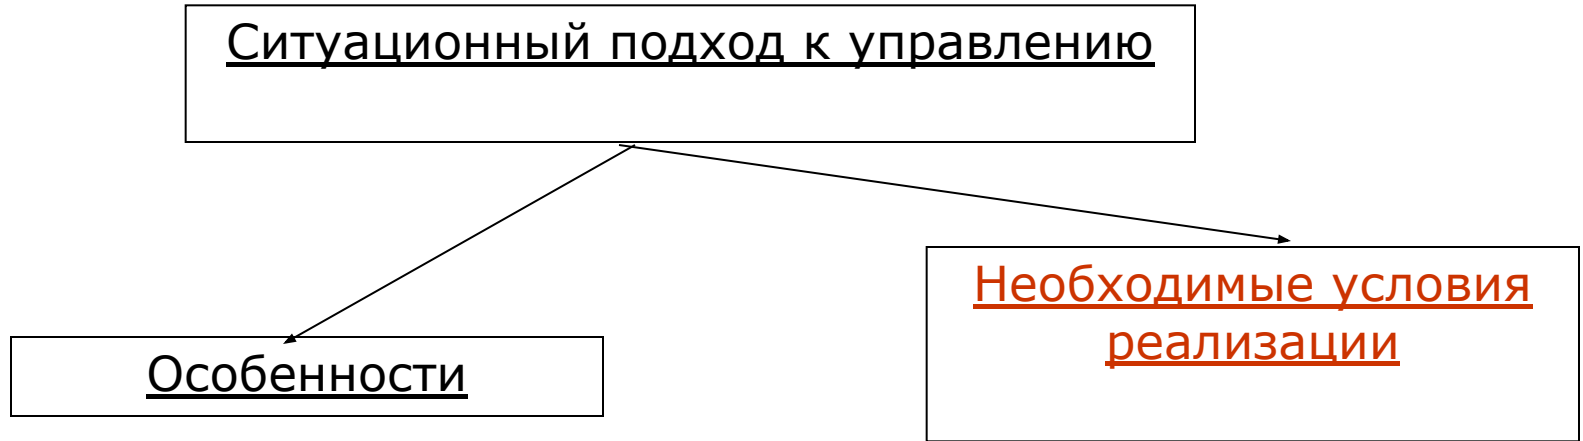 Ситуационный подход к управлению
Необходимые условия
реализации
Особенности